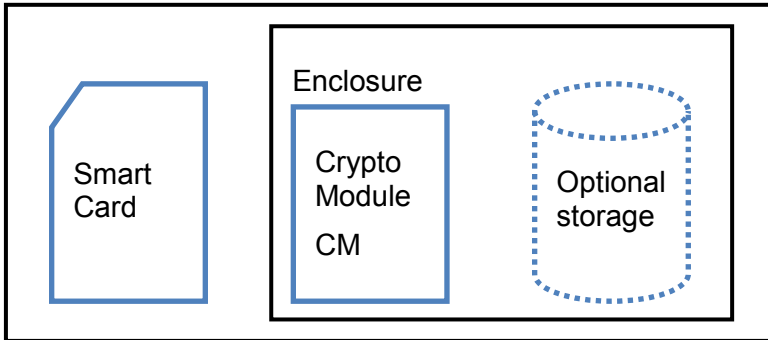 Enclosure
Smart
Card
Crypto
Module
CM
Optional
storage